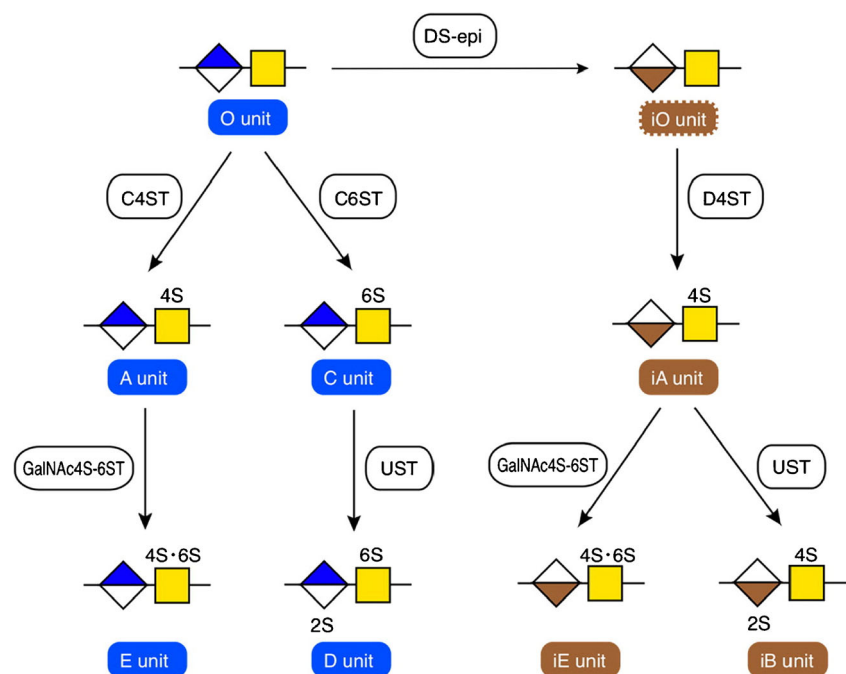 DS-epi
O unit
iO unit
C4ST
C6ST
D4ST
4S
6S
4S
A unit
C unit
iA unit
GalNAc4S-6ST
UST
GalNAc4S-6ST
UST
4S·6S
6S
4S·6S
4S
2S
2S
E unit
D unit
iE unit
iB unit